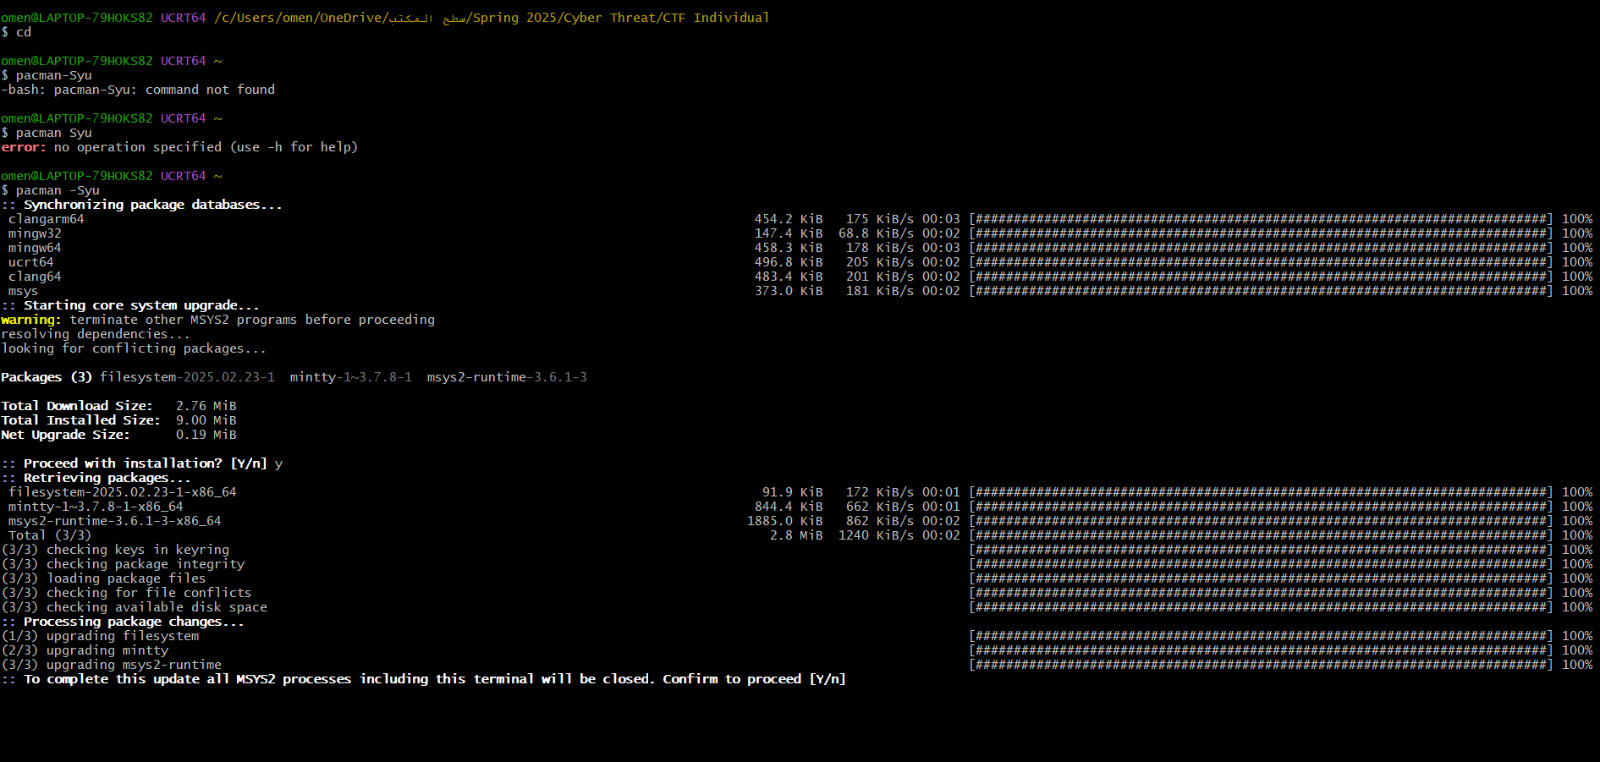 omen@LAPTOP-79HOKS82 UCRT64 /c/Users/omen/OneDrive/سطح المكتب/Spring 2025/Cyber Threat/CTF Individual
$ cd
omen@LAPTOP-79HOKS82 UCRT64 ~
$ pacman-Syu
-bash: pacman-Syu: command not found
omen@LAPTOP-79HOKS82 UCRT64 ~
$ pacman Syu
error: no operation specified (use -h for help)
omen@LAPTOP-79HOKS82 UCRT64 ~
$ pacman -Syu
:: Synchronizing package databases...
clangarm64 454.2 KiB 175 KiB/s 00:03 [############################################################################] 100%
mingw32 147.4 KiB 68.8 KiB/s 00:02 [############################################################################] 100%
mingw64 458.3 KiB 178 KiB/s 00:03 [############################################################################] 100%
ucrt64 496.8 KiB 205 KiB/s 00:02 [############################################################################] 100%
clang64 483.4 KiB 201 KiB/s 00:02 [############################################################################] 100%
msys 373.0 KiB 181 KiB/s 00:02 [############################################################################] 100%
:: Starting core system upgrade...
warning: terminate other MSYS2 programs before proceeding
resolving dependencies...
looking for conflicting packages...
Packages (3) filesystem-2025.02.23-1 mintty-1~3.7.8-1 msys2-runtime-3.6.1-3
Total Download Size: 2.76 MiB
Total Installed Size: 9.00 MiB
Net Upgrade Size: 0.19 MiB
:: Proceed with installation? [Y/n] y
:: Retrieving packages...
filesystem-2025.02.23-1-x86_64 91.9 KiB 172 KiB/s 00:01 [############################################################################] 100%
mintty-1~3.7.8-1-x86_64 844.4 KiB 662 KiB/s 00:01 [############################################################################] 100%
msys2-runtime-3.6.1-3-x86_64 1885.0 KiB 862 KiB/s 00:02 [############################################################################] 100%
Total (3/3) 2.8 MiB 1240 KiB/s 00:02 [############################################################################] 100%
(3/3) checking keys in keyring [############################################################################] 100%
(3/3) checking package integrity [############################################################################] 100%
(3/3) loading package files [############################################################################] 100%
(3/3) checking for file conflicts [############################################################################] 100%
(3/3) checking available disk space [############################################################################] 100%
:: Processing package changes...
(1/3) upgrading filesystem [############################################################################] 100%
(2/3) upgrading mintty [############################################################################] 100%
(3/3) upgrading msys2-runtime [############################################################################] 100%
:: To complete this update all MSYS2 processes including this terminal will be closed. Confirm to proceed [Y/n]